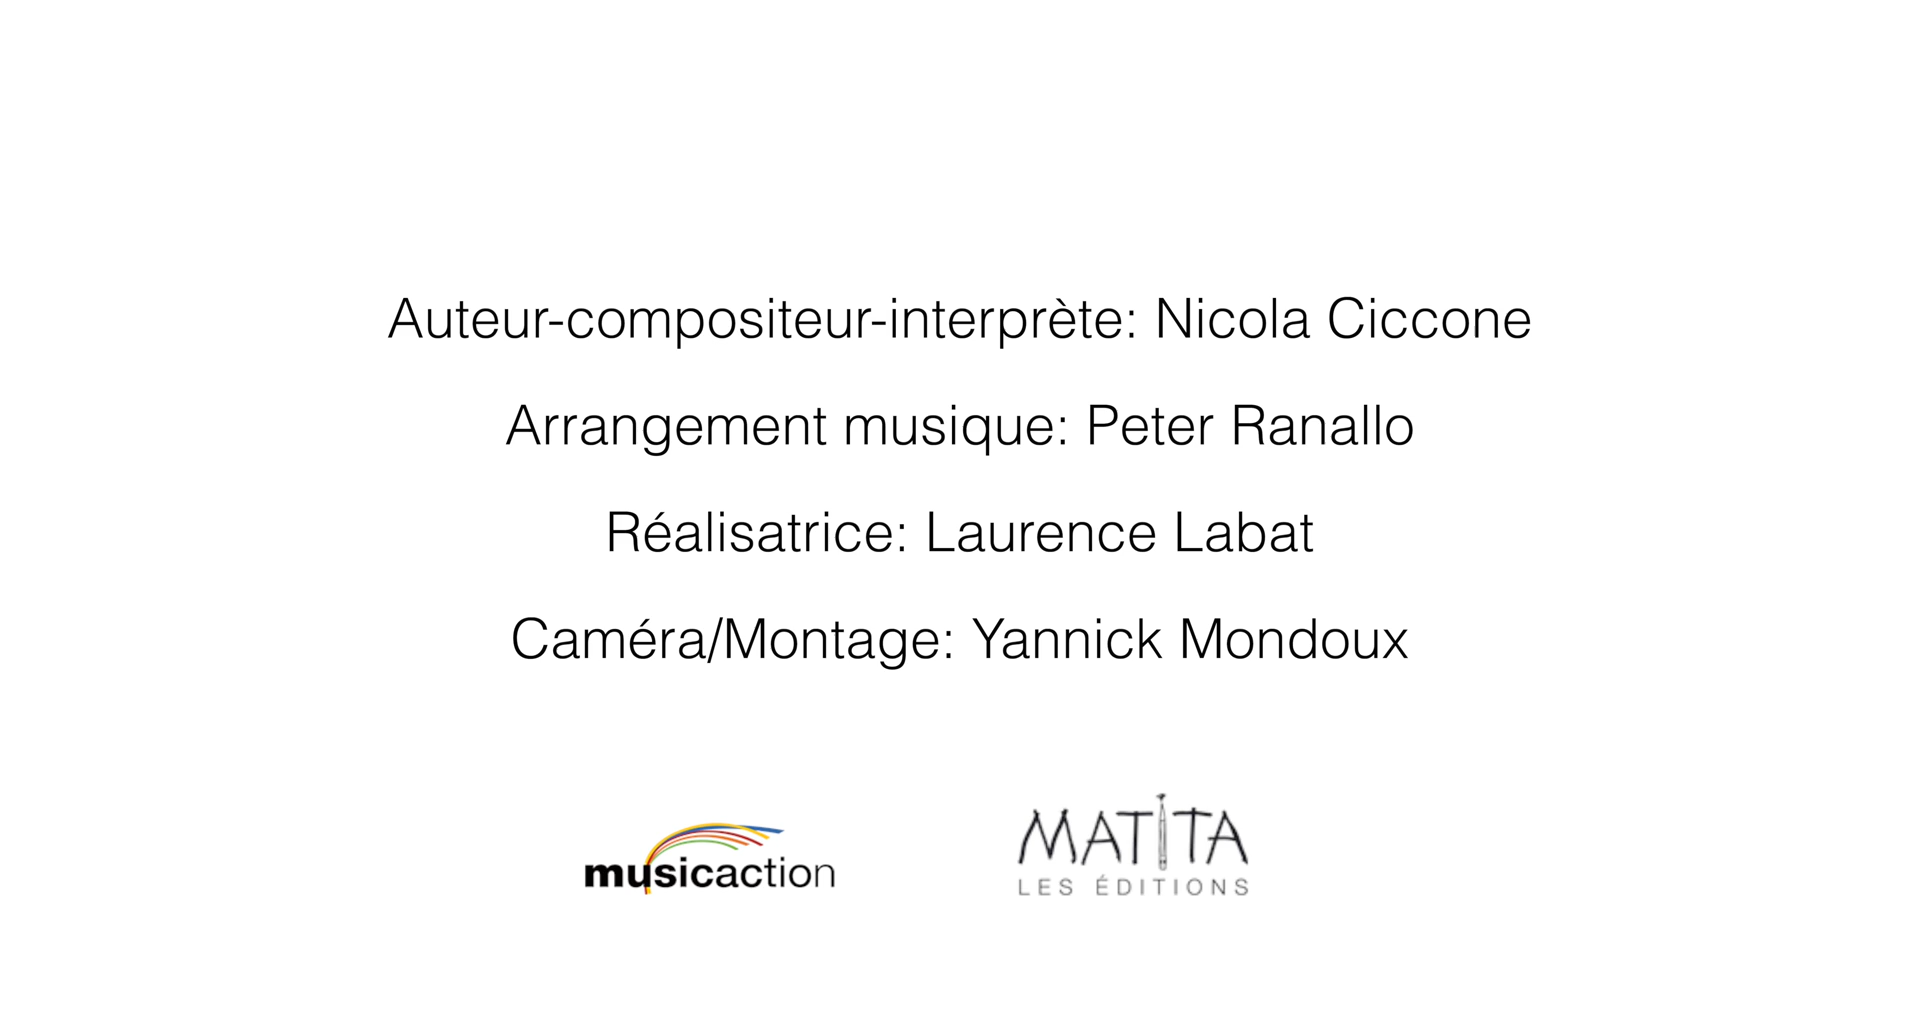 Auteur-compositeur-interprète: Nicola Ciccone
Arrangement musique: Peter Ranallo
Réalisatrice: Laurence Labat
Caméra/Montage: Yannick Mondoux
musicaction
MATITA
LES ÉDITIONS